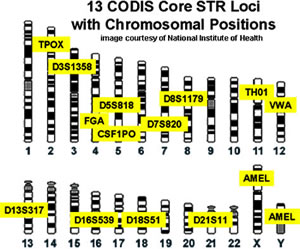 13 CODIS Core STR Loci
with Chromosomal Positions
image courtesy of National Institute of Health
TPOX
D3S1358
D5S818
D8S1179
TH01
VWA
FGA
D7S820
CSF1PO
1 2 3 4 5 6 7 8 9 10 11 12
AMEL
D13S317
D16S539
D18S51
D21S11
AMEL
13 14 15 16 17 18 19 20 21 22 X Y